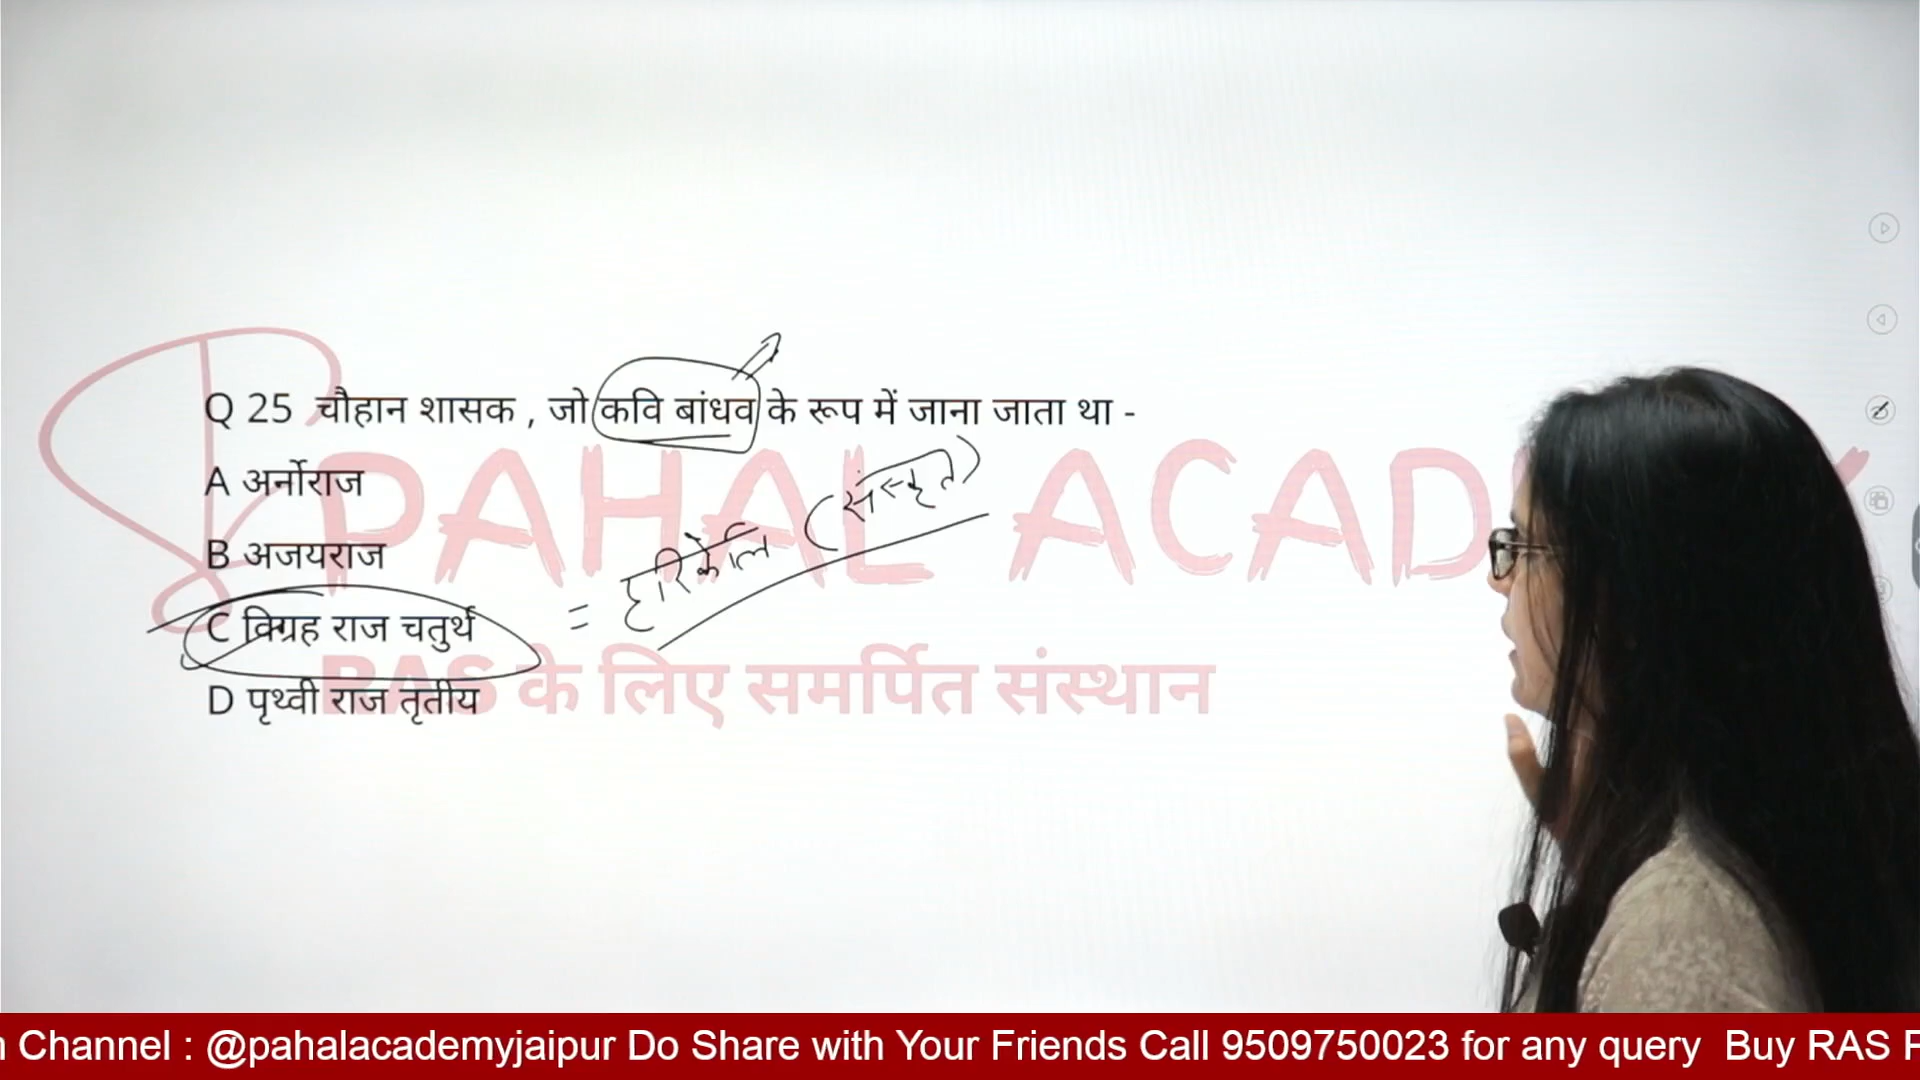 Q 25 चौहान शासक , जो कवि बांधव के रूप में जाना जाता था -
A अर्नोराज
B अजयराज
C विग्रह राज चतुर्थ
D पृथ्वी राज तृतीय
= हरिकेलि (संस्कृत)
PAHAL ACAD
RAS के लिए समर्पित संस्थान
n Channel : @pahalacademyjaipur Do Share with Your Friends Call 9509750023 for any query Buy RAS F